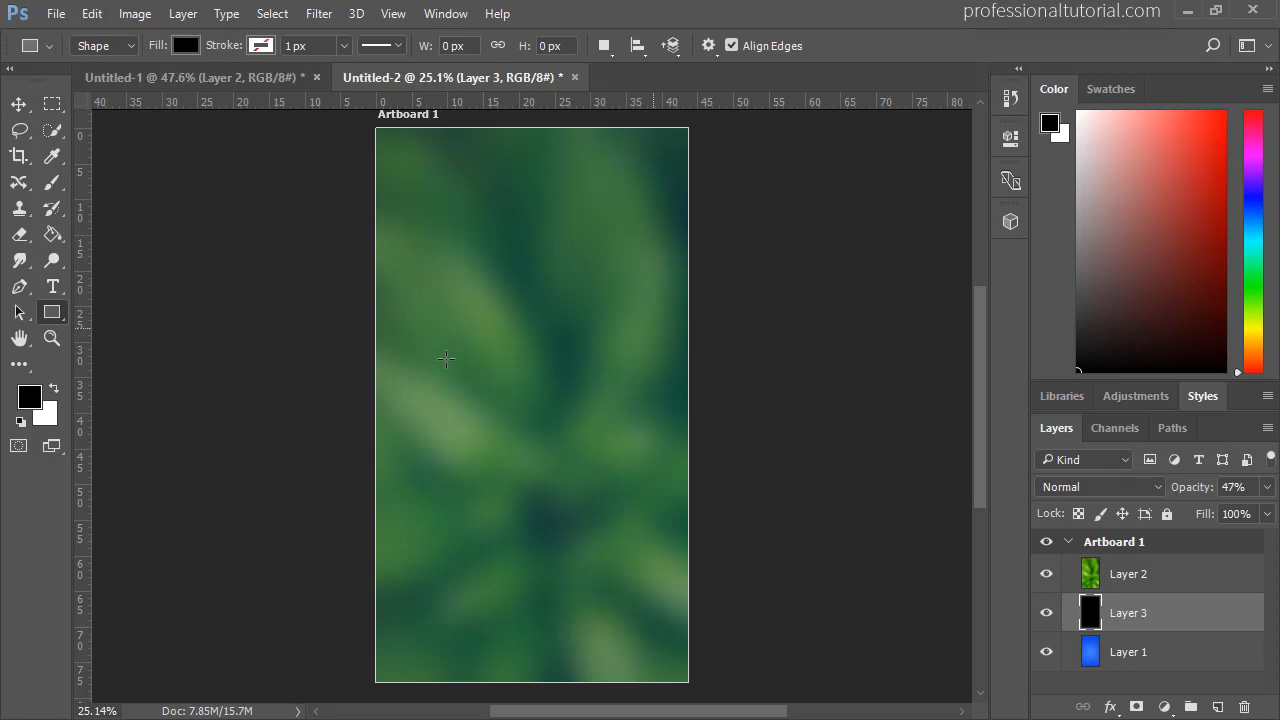 professionaltutorial.com
Ps File Edit Image Layer Type Select Filter 3D View Window Help
Shape Fill: Stroke: 1 px W: 0 px H: 0 px Align Edges
Untitled-1 @ 47.6% (Layer 2, RGB/8#) * × Untitled-2 @ 25.1% (Layer 3, RGB/8#) * ×
40 35 30 25 20 15 10 5 0 5 10 15 20 25 30 35 40 45 50 55 60 65 70 75 80
0
5
10
15
20
25
30
35
40
45
50
55
60
65
70
75
Artboard 1
Color Swatches
Libraries Adjustments Styles
Layers Channels Paths
Kind
Normal Opacity: 47%
Lock: Fill: 100%
Artboard 1
Layer 2
Layer 3
Layer 1
25.14% Doc: 7.85M/15.7M